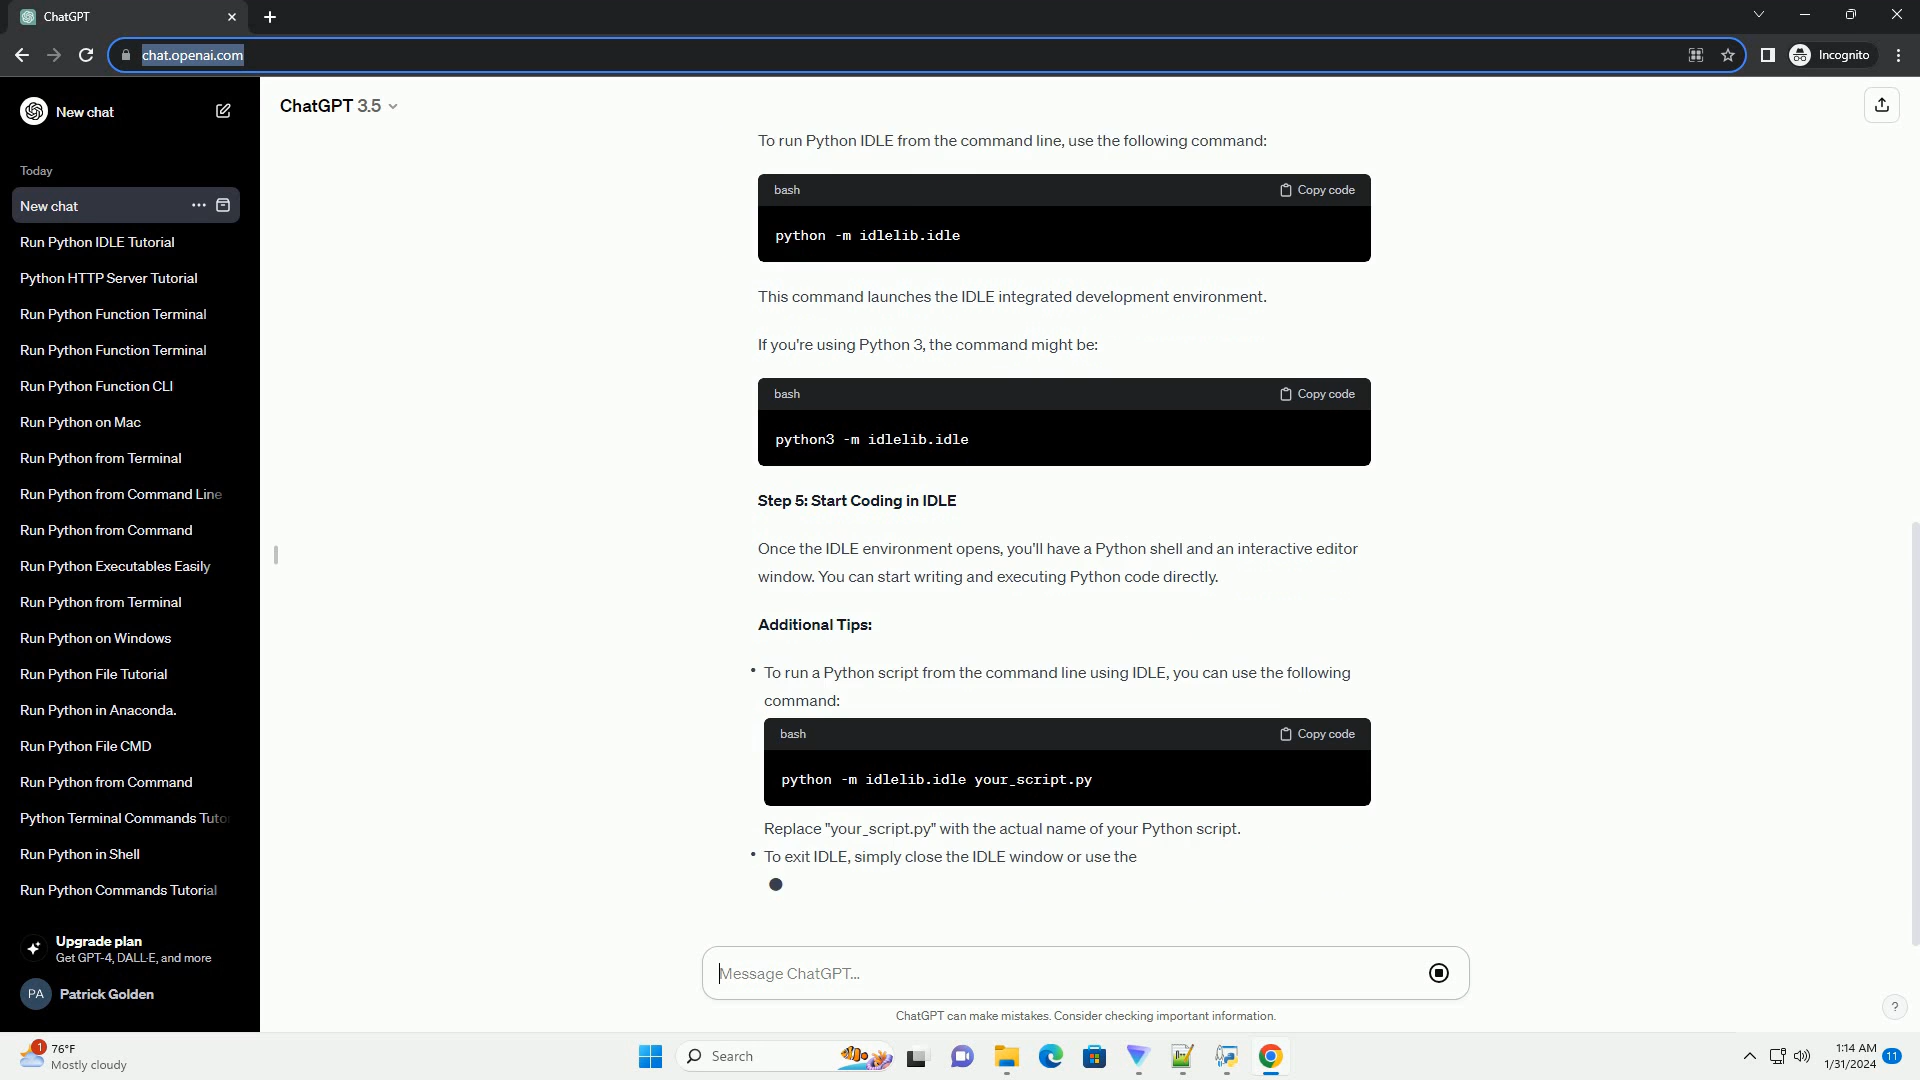 ChatGPT
chat.openai.com
Incognito
New chat
Today
New chat
Run Python IDLE Tutorial
Python HTTP Server Tutorial
Run Python Function Terminal
Run Python Function Terminal
Run Python Function CLI
Run Python on Mac
Run Python from Terminal
Run Python from Command Line
Run Python from Command
Run Python Executables Easily
Run Python from Terminal
Run Python on Windows
Run Python File Tutorial
Run Python in Anaconda.
Run Python File CMD
Run Python from Command
Python Terminal Commands Tuto
Run Python in Shell
Run Python Commands Tutorial
Upgrade plan
Get GPT-4, DALL·E, and more
PA Patrick Golden
ChatGPT 3.5
To run Python IDLE from the command line, use the following command:
bash Copy code
python -m idlelib.idle
This command launches the IDLE integrated development environment.
If you're using Python 3, the command might be:
bash Copy code
python3 -m idlelib.idle
Step 5: Start Coding in IDLE
Once the IDLE environment opens, you'll have a Python shell and an interactive editor
window. You can start writing and executing Python code directly.
Additional Tips:
• To run a Python script from the command line using IDLE, you can use the following
command:
bash Copy code
python -m idlelib.idle your_script.py
Replace "your_script.py" with the actual name of your Python script.
• To exit IDLE, simply close the IDLE window or use the
Message ChatGPT...
ChatGPT can make mistakes. Consider checking important information.
?
1
76°F
Mostly cloudy
Search
1:14 AM
1/31/2024
11